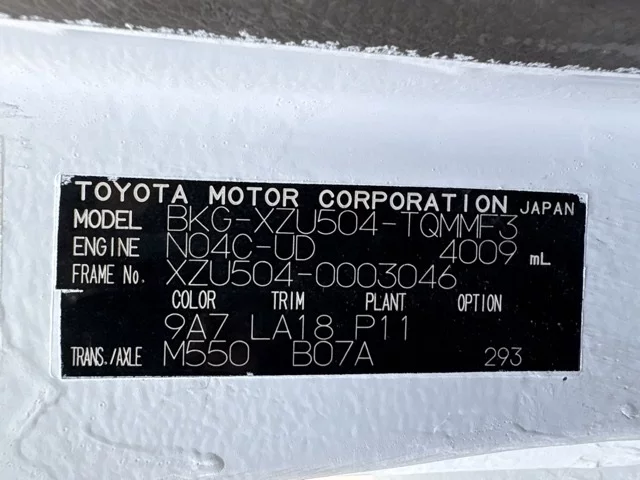 TOYOTA MOTOR CORPORATION JAPAN
MODEL BKG-XZU504-TQMMF3
ENGINE N04C-UD 4009 mL
FRAME No. XZU504-0003046
COLOR TRIM PLANT OPTION
9A7 LA18 P11
TRANS./AXLE M550 B07A 293